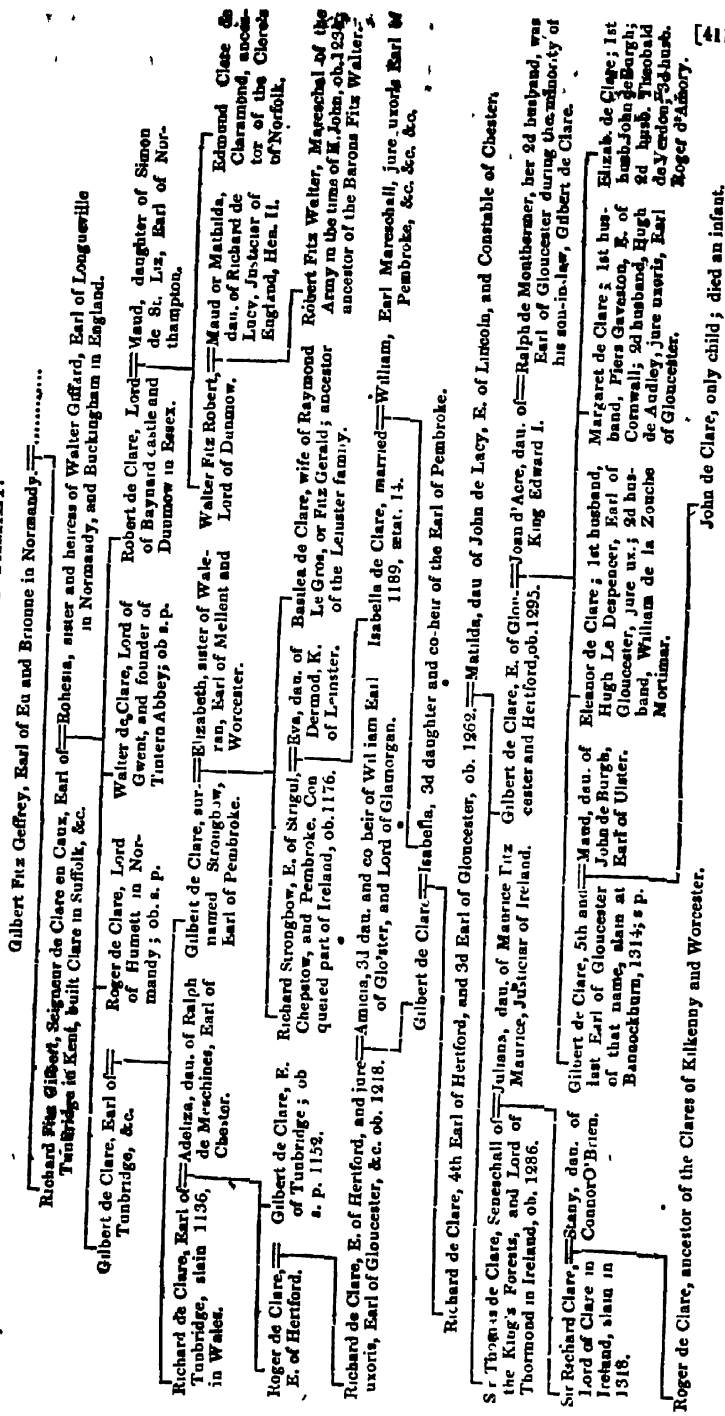 [41
Gilbert Fitz Geffrey, Earl of Eu and Brionne in Normandy.═............
Richard Fitz Gilbert, Seigneur de Clare en Caux, Earl of═Rohesia, sister and heiress of Walter Giffard, Earl of Longueville
Tunbridge in Kent, built Clare in Suffolk, &c. in Normandy, and Buckingham in England.
Gilbert de Clare, Earl of═
Tunbridge, &c.
Roger de Clare, Lord
of Humett in Nor-
mandy; ob. s. p.
Walter de Clare, Lord of
Gwent, and founder of
Tintern Abbey; ob s.p.
Robert de Clare, Lord═Maud, daughter of Simon
of Baynard castle and de St. Liz, Earl of Nor-
Dunmow in Essex. thampton.
Richard de Clare, Earl of═Adeliza, dau. of Ralph
Tunbridge, slain 1136, de Meschines, Earl of
in Wales. Chester.
Gilbert de Clare, sur-═Elizabeth, sister of Wale-
named Strongbow, ran, Earl of Mellent and
Earl of Pembroke. Worcester.
Walter Fitz Robert,═Maud or Mathilda,
Lord of Dunmow. dau. of Richard de
Lucy, Justiciar of
England, Hen. II.
Edmund Clare de
Claramond, ances-
tor of the Clerels
of Norfolk.
Roger de Clare,═
E. of Hertford.
Gilbert de Clare, E.
of Tunbridge; ob
s. p. 1152.
Richard Strongbow, E. of Strigul,═Eva, dau. of
Chepstow, and Pembroke. Con Dermod, K.
quered part of Ireland, ob. 1176. of Leinster.
Basilea de Clare, wife of Raymond
Le Gros, or Fitz Gerald; ancestor
of the Leinster family.
Robert Fitz Walter, Mareschal of the
Army in the time of K. John, ob. 1234;
ancestor of the Barons Fitz Walter.
Richard de Clare, E. of Hertford, and jure═Amicia, 3d dau. and co heir of William Earl
uxoris, Earl of Gloucester, &c. ob. 1218. of Glo'ster, and Lord of Glamorgan.
Isabella de Clare, married═William, Earl Mareschall, jure uxoris Earl of
1189, ætat. 14. Pembroke, &c. &c. &c.
Gilbert de Clare═Isabella, 3d daughter and co-heir of the Earl of Pembroke.
Richard de Clare, 4th Earl of Hertford, and 3d Earl of Gloucester, ob. 1262.═Matilda, dau of John de Lacy, E. of Lincoln, and Constable of Chester.
Sir Thomas de Clare, Seneschall of═Juliana, dau. of Maurice Fitz
the King's Forests, and Lord of Maurice, Justiciar of Ireland.
Thormond in Ireland, ob. 1286.
Gilbert de Clare, E. of Glou-═Joan d'Acre, dau. of═Ralph de Monthermer, her 2d husband, was
cester and Hertford, ob. 1295. King Edward I. Earl of Gloucester during the minority of
his son-in-law, Gilbert de Clare.
Sir Richard Clare,═Stany, dau. of
Lord of Clare in Connor O'Brien.
Ireland, slain in
1318.
Gilbert de Clare, 5th and═Maud, dau. of
last Earl of Gloucester John de Burgh,
of that name, slain at Earl of Ulster.
Bannockburn, 1314; s p.
Eleanor de Clare; 1st husband,
Hugh Le Despencer, Earl of
Gloucester, jure ux.; 2d hus-
band, William de la Zouche
Mortimar.
Margaret de Clare; 1st hus-
band, Piers Gaveston, E. of
Cornwall; 2d husband, Hugh
de Audley, jure uxoris, Earl
of Gloucester.
Elizab. de Clare; 1st
husb. John de Burgh;
2d husb. Theobald
de Verdon; 3d husb.
Roger d'Amory.
Roger de Clare, ancestor of the Clares of Kilkenny and Worcester.
John de Clare, only child; died an infant.